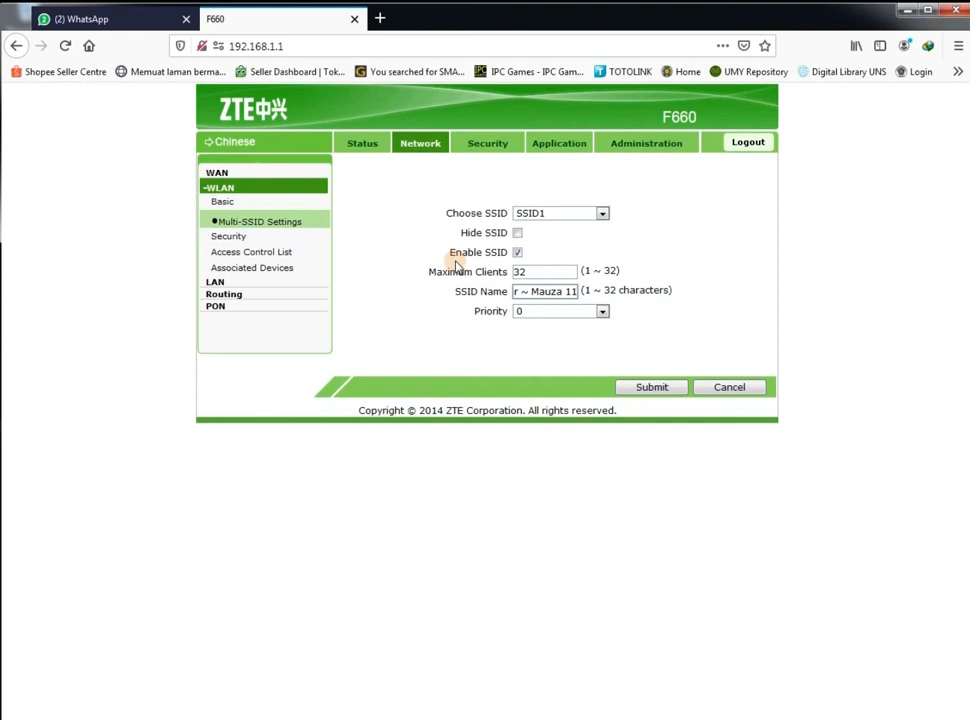 (2) WhatsApp
F660
192.168.1.1
Shopee Seller Centre
Memuat laman berma...
Seller Dashboard | Tok...
You searched for SMA...
IPC Games - IPC Gam...
TOTOLINK
Home
UMY Repository
Digital Library UNS
Login
ZTE中兴
F660
Chinese
Status
Network
Security
Application
Administration
Logout
WAN
-WLAN
Basic
Multi-SSID Settings
Security
Access Control List
Associated Devices
LAN
Routing
PON
Choose SSID SSID1
Hide SSID
Enable SSID
Maximum Clients 32 (1 ~ 32)
SSID Name r ~ Mauza 11 (1 ~ 32 characters)
Priority 0
Submit
Cancel
Copyright © 2014 ZTE Corporation. All rights reserved.